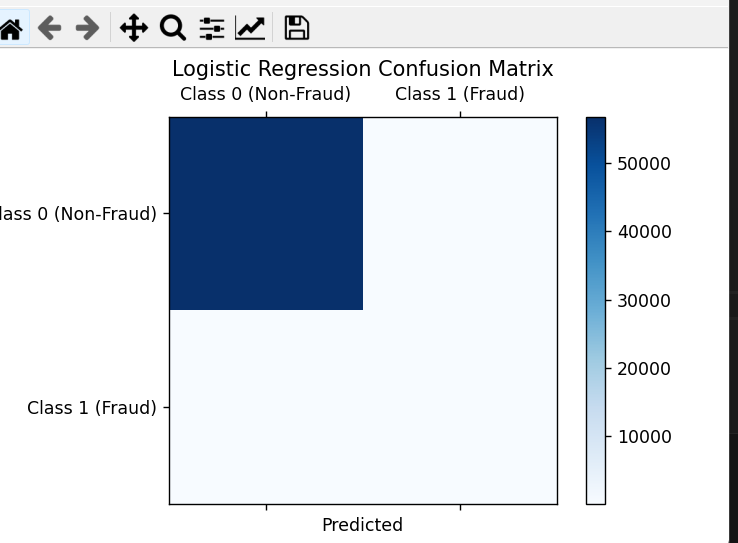 Logistic Regression Confusion Matrix
Class 0 (Non-Fraud) Class 1 (Fraud)
50000
lass 0 (Non-Fraud)
40000
30000
20000
Class 1 (Fraud)
10000
Predicted